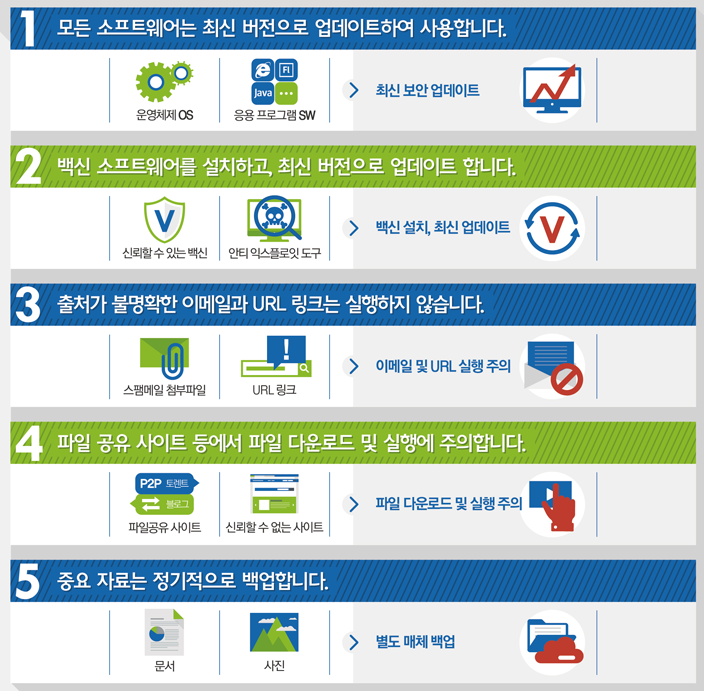 1 모든 소프트웨어는 최신 버전으로 업데이트하여 사용합니다.
e FI
Java ...
운영체제 OS
응용 프로그램 SW
최신 보안 업데이트
2 백신 소프트웨어를 설치하고, 최신 버전으로 업데이트 합니다.
V
V
신뢰할 수 있는 백신
안티 익스플로잇 도구
백신 설치, 최신 업데이트
3 출처가 불명확한 이메일과 URL 링크는 실행하지 않습니다.
!
스팸메일 첨부파일
URL 링크
이메일 및 URL 실행 주의
4 파일 공유 사이트 등에서 파일 다운로드 및 실행에 주의합니다.
P2P 토렌트
블로그
파일공유 사이트
신뢰할 수 없는 사이트
파일 다운로드 및 실행 주의
5 중요 자료는 정기적으로 백업합니다.
문서
사진
별도 매체 백업